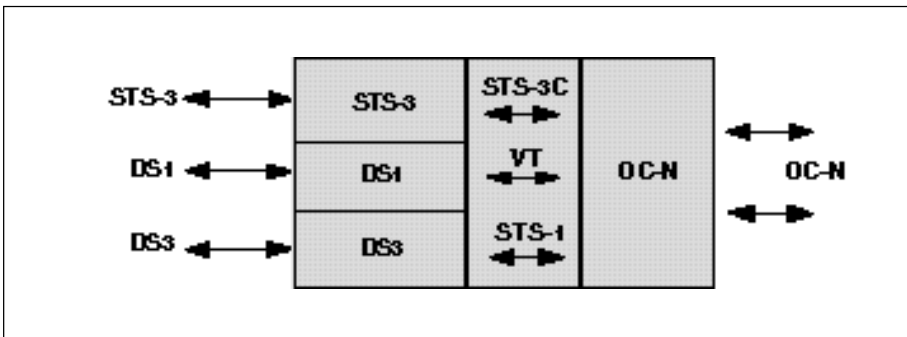 STS-3
STS-3
STS-3C
DS1
DS1
VT
OC-N
OC-N
DS3
DS3
STS-1